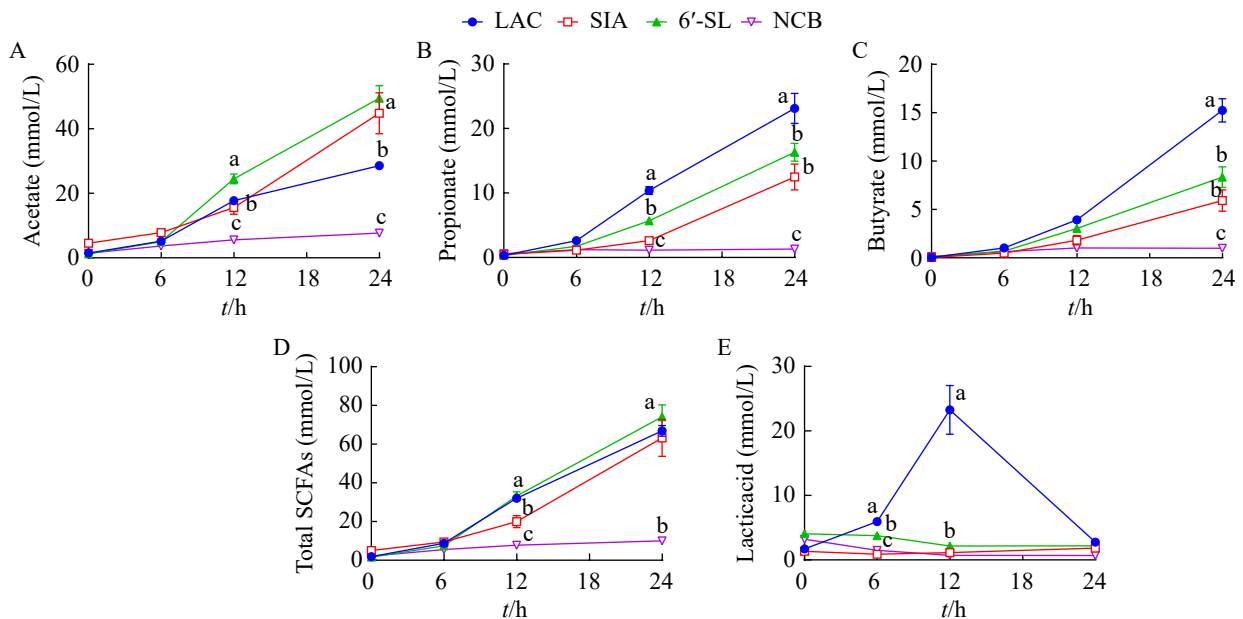 LAC SIA 6′-SL NCB
A
Acetate (mmol/L)
60
40
20
0
a
a
b
b
c
c
0 6 12 18 24
t/h
B
Propionate (mmol/L)
30
20
10
0
a
a
b
b
b
c
c
0 6 12 18 24
t/h
C
Butyrate (mmol/L)
20
15
10
5
0
a
b
b
c
0 6 12 18 24
t/h
D
Total SCFAs (mmol/L)
100
80
60
40
20
0
a
a
b
b
c
0 6 12 18 24
t/h
E
Lacticacid (mmol/L)
30
20
10
0
a
a
b
b
c
0 6 12 18 24
t/h